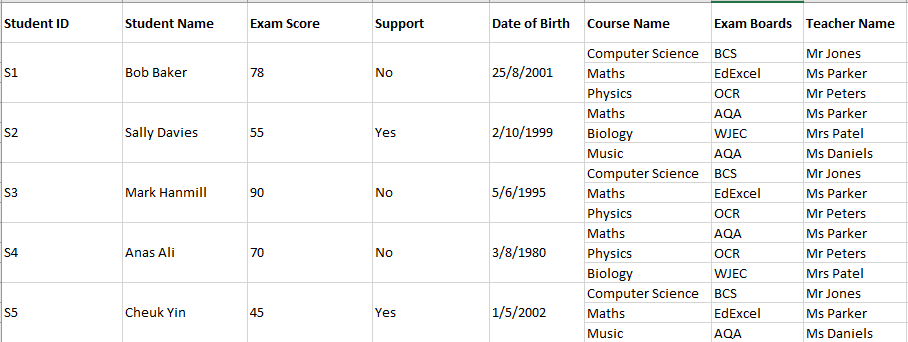 Student ID Student Name Exam Score Support Date of Birth Course Name Exam Boards Teacher Name
Computer Science BCS Mr Jones
S1 Bob Baker 78 No 25/8/2001 Maths EdExcel Ms Parker
Physics OCR Mr Peters
Maths AQA Ms Parker
S2 Sally Davies 55 Yes 2/10/1999 Biology WJEC Mrs Patel
Music AQA Ms Daniels
Computer Science BCS Mr Jones
S3 Mark Hanmill 90 No 5/6/1995 Maths EdExcel Ms Parker
Physics OCR Mr Peters
Maths AQA Ms Parker
S4 Anas Ali 70 No 3/8/1980 Physics OCR Mr Peters
Biology WJEC Mrs Patel
Computer Science BCS Mr Jones
S5 Cheuk Yin 45 Yes 1/5/2002 Maths EdExcel Ms Parker
Music AQA Ms Daniels